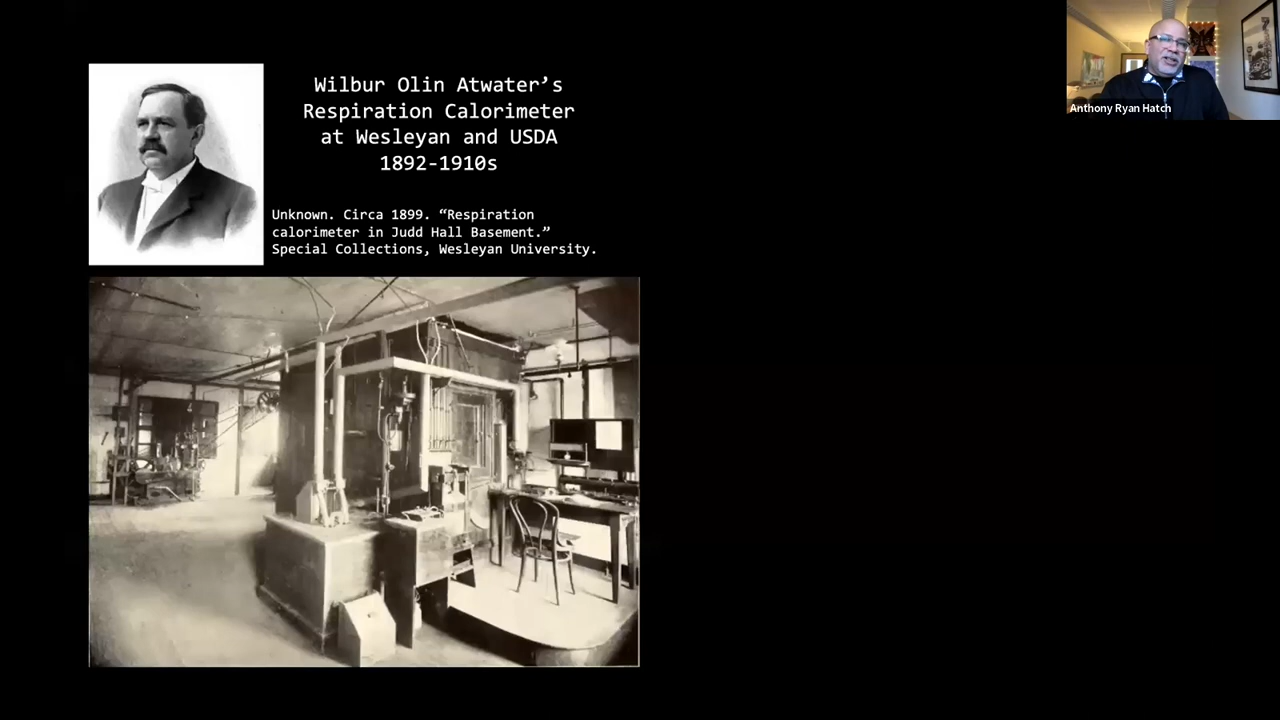 Wilbur Olin Atwater’s
Respiration Calorimeter
at Wesleyan and USDA
1892-1910s
Unknown. Circa 1899. “Respiration
calorimeter in Judd Hall Basement.”
Special Collections, Wesleyan University.
Anthony Ryan Hatch